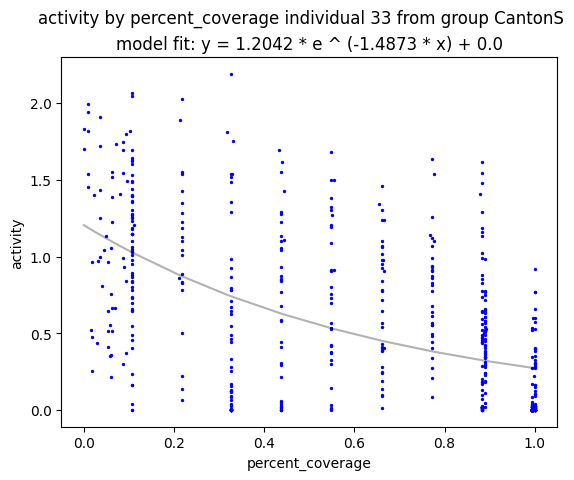 activity by percent_coverage individual 33 from group CantonS
model fit: y = 1.2042 * e ^ (-1.4873 * x) + 0.0
2.0
1.5
1.0
0.5
0.0
activity
0.0 0.2 0.4 0.6 0.8 1.0
percent_coverage